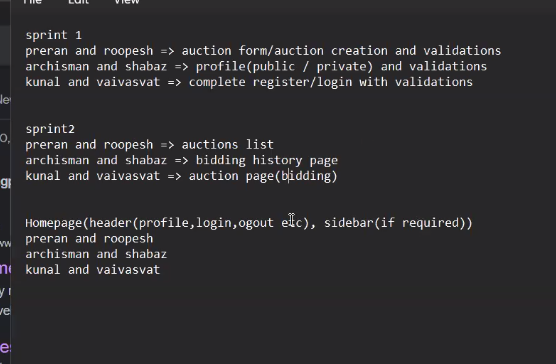 File Edit View
sprint 1
preran and roopesh => auction form/auction creation and validations
archisman and shabaz => profile(public / private) and validations
kunal and vaivasvat => complete register/login with validations
sprint2
preran and roopesh => auctions list
archisman and shabaz => bidding history page
kunal and vaivasvat => auction page(bidding)
Homepage(header(profile,login,ogout etc), sidebar(if required))
preran and roopesh
archisman and shabaz
kunal and vaivasvat